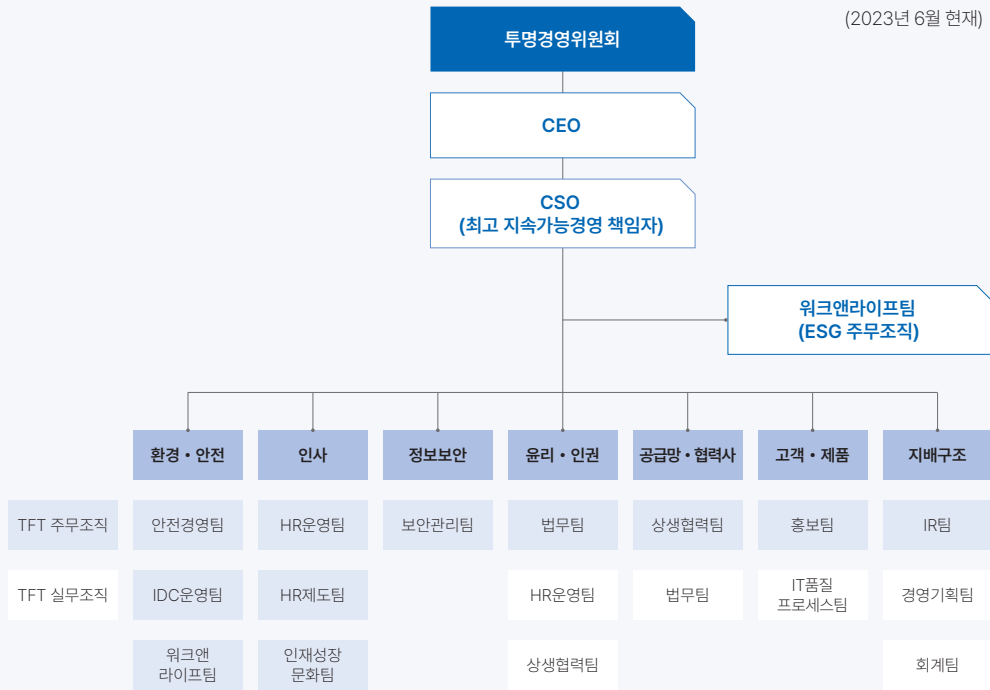 (2023년 6월 현재)
투명경영위원회
CEO
CSO
(최고 지속가능경영 책임자)
워크앤라이프팀
(ESG 주무조직)
환경 • 안전
인사
정보보안
윤리 • 인권
공급망 • 협력사
고객 • 제품
지배구조
TFT 주무조직
안전경영팀
HR운영팀
보안관리팀
법무팀
상생협력팀
홍보팀
IR팀
TFT 실무조직
IDC운영팀
HR제도팀
HR운영팀
법무팀
IT품질
프로세스팀
경영기획팀
워크앤
라이프팀
인재성장
문화팀
상생협력팀
회계팀